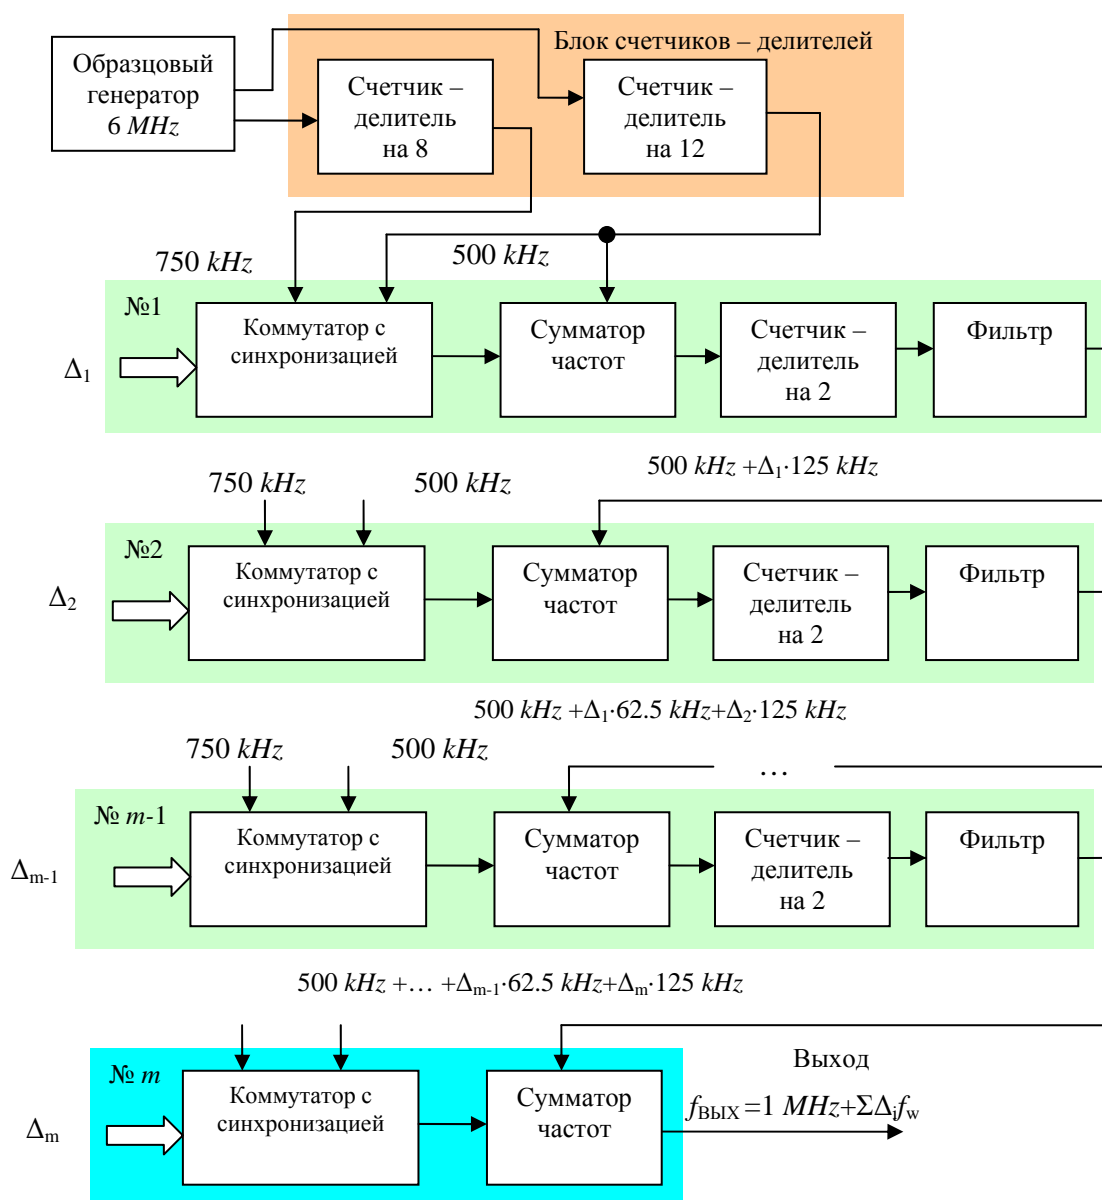 Блок счетчиков – делителей
Образцовый
генератор
6 MHz
Счетчик –
делитель
на 8
Счетчик –
делитель
на 12
750 kHz
500 kHz
№1
Δ1
Коммутатор с
синхронизацией
Сумматор
частот
Счетчик –
делитель
на 2
Фильтр
500 kHz +Δ1·125 kHz
750 kHz
500 kHz
№2
Δ2
Коммутатор с
синхронизацией
Сумматор
частот
Счетчик –
делитель
на 2
Фильтр
500 kHz +Δ1·62.5 kHz+Δ2·125 kHz
750 kHz
500 kHz
…
№ m-1
Δm-1
Коммутатор с
синхронизацией
Сумматор
частот
Счетчик –
делитель
на 2
Фильтр
500 kHz +… +Δm-1·62.5 kHz+Δm·125 kHz
№ m
Δm
Коммутатор с
синхронизацией
Сумматор
частот
Выход
fВЫХ=1 MHz+ΣΔifw